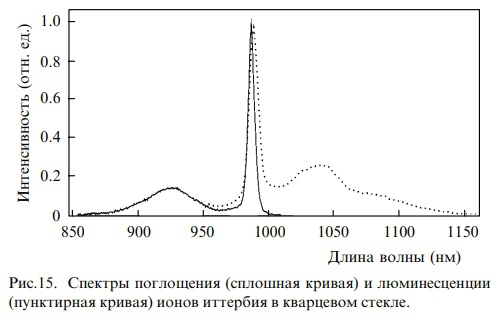 Интенсивность (отн. ед.)
1.0
0.8
0.6
0.4
0.2
0
850 900 950 1000 1050 1100 1150
Длина волны (нм)
Рис.15. Спектры поглощения (сплошная кривая) и люминесценции
(пунктирная кривая) ионов иттербия в кварцевом стекле.